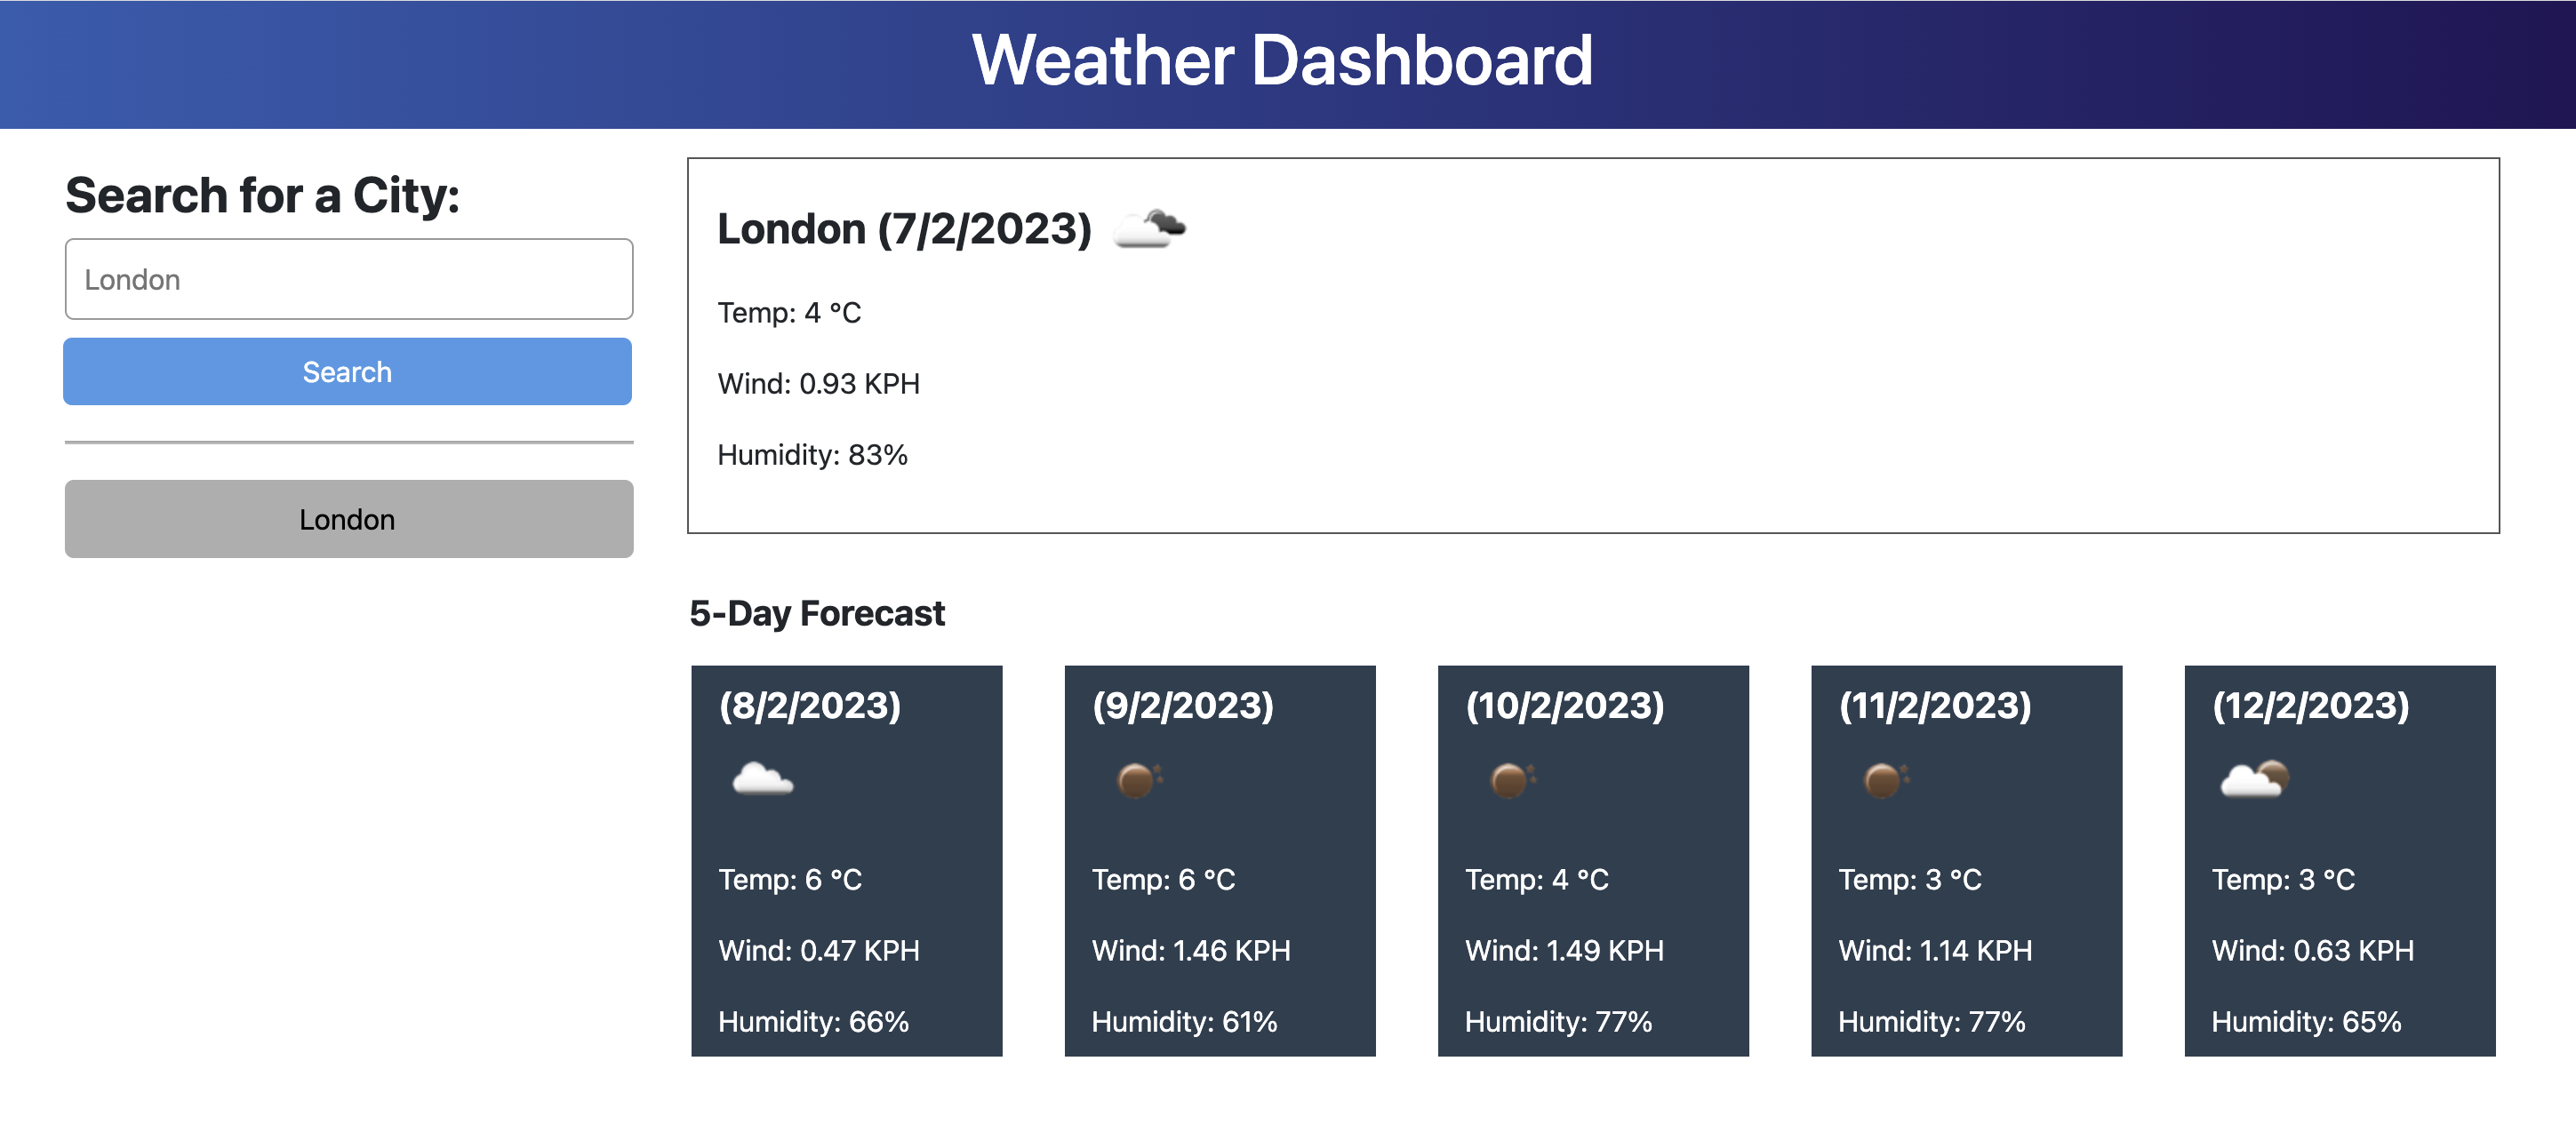 Weather Dashboard
Search for a City:
London
Search
London
London (7/2/2023)
Temp: 4 °C
Wind: 0.93 KPH
Humidity: 83%
5-Day Forecast
(8/2/2023)
Temp: 6 °C
Wind: 0.47 KPH
Humidity: 66%
(9/2/2023)
Temp: 6 °C
Wind: 1.46 KPH
Humidity: 61%
(10/2/2023)
Temp: 4 °C
Wind: 1.49 KPH
Humidity: 77%
(11/2/2023)
Temp: 3 °C
Wind: 1.14 KPH
Humidity: 77%
(12/2/2023)
Temp: 3 °C
Wind: 0.63 KPH
Humidity: 65%